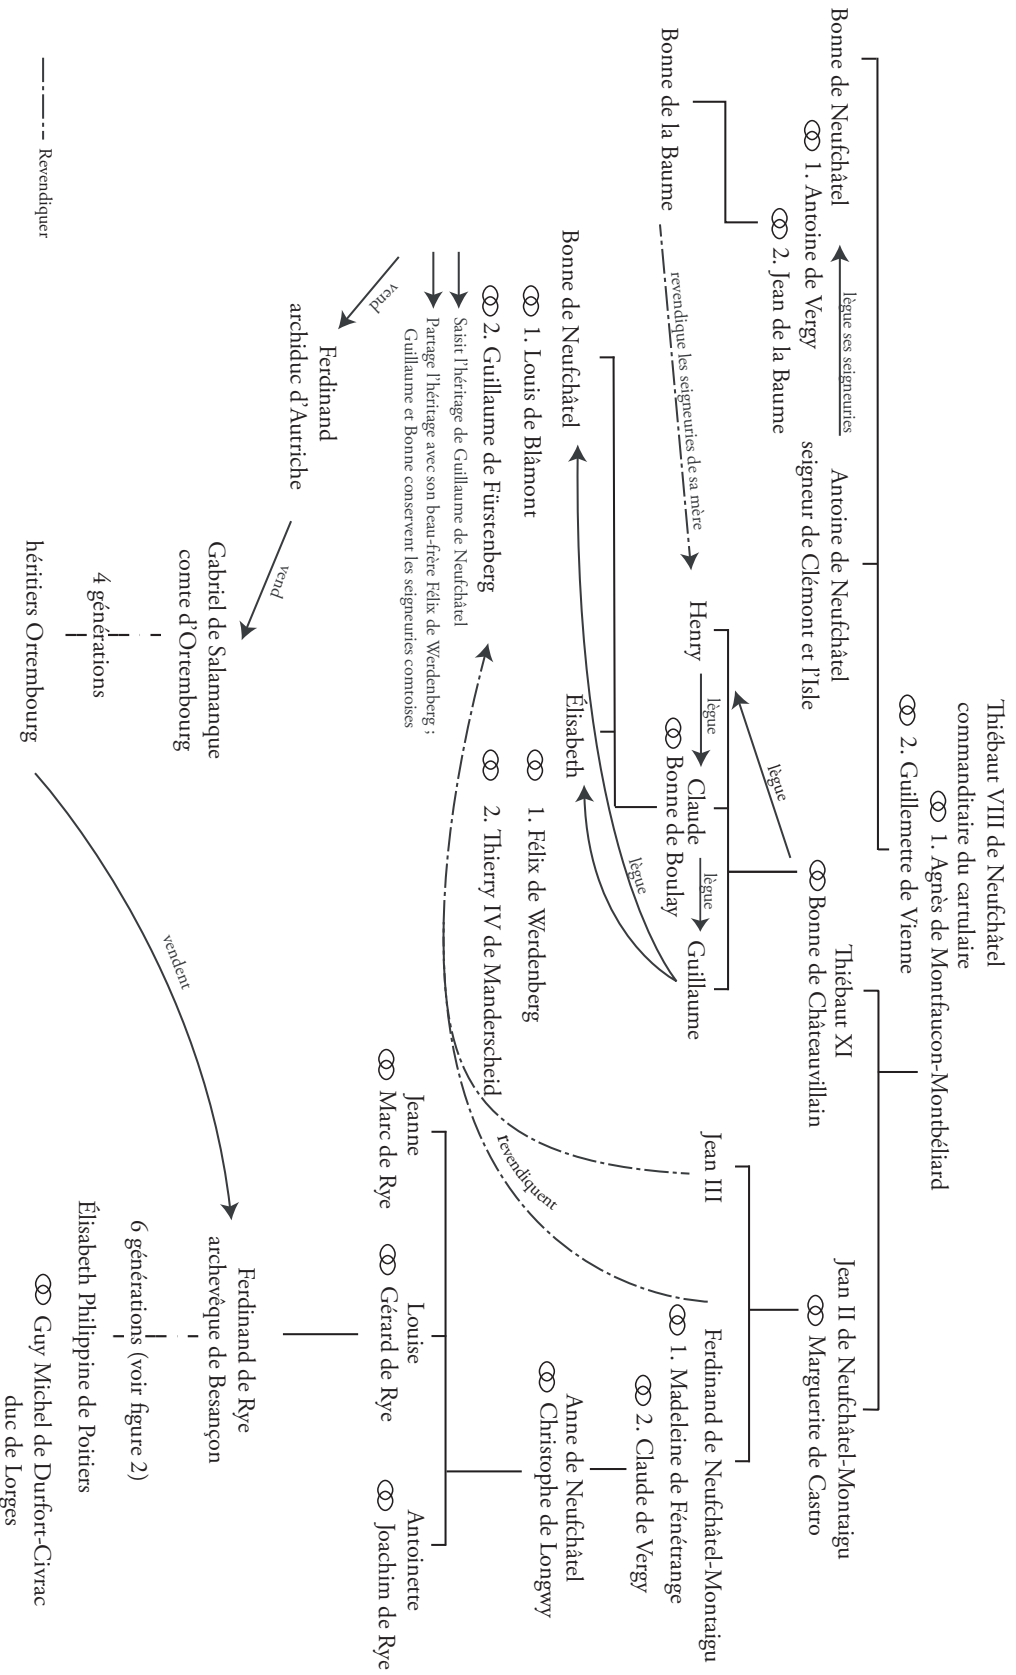 Thiébaut VIII de Neufchâtel
commanditaire du cartulaire
1. Agnès de Montfaucon-Montbéliard
2. Guillemette de Vienne
Bonne de Neufchâtel
1. Antoine de Vergy
2. Jean de la Baume
lègue ses seigneuries
Antoine de Neufchâtel
seigneur de Clémont et l'Isle
Thiébaut XI
Bonne de Châteauvillain
Jean II de Neufchâtel-Montaigu
Marguerite de Castro
Bonne de la Baume
revendique les seigneuries de sa mère
lègue
Henry
lègue
Claude
Bonne de Boulay
lègue
Guillaume
Jean III
Ferdinand de Neufchâtel-Montaigu
1. Madeleine de Fénétrange
2. Claude de Vergy
lègue
revendiquent
Bonne de Neufchâtel
1. Louis de Blâmont
2. Guillaume de Fürstenberg
Saisit l'héritage de Guillaume de Neufchâtel
Partage l'héritage avec son beau-frère Félix de Werdenberg ;
Guillaume et Bonne conservent les seigneuries comtoises
Élisabeth
1. Félix de Werdenberg
2. Thierry IV de Manderscheid
Anne de Neufchâtel
Christophe de Longwy
Jeanne
Marc de Rye
Louise
Gérard de Rye
Antoinette
Joachim de Rye
vend
Ferdinand
archiduc d'Autriche
vend
Gabriel de Salamanque
comte d'Ortembourg
4 générations
héritiers Ortembourg
vendent
Ferdinand de Rye
archevêque de Besançon
6 générations (voir figure 2)
Élisabeth Philippine de Poitiers
Guy Michel de Durfort-Civrac
duc de Lorges
Revendiquer